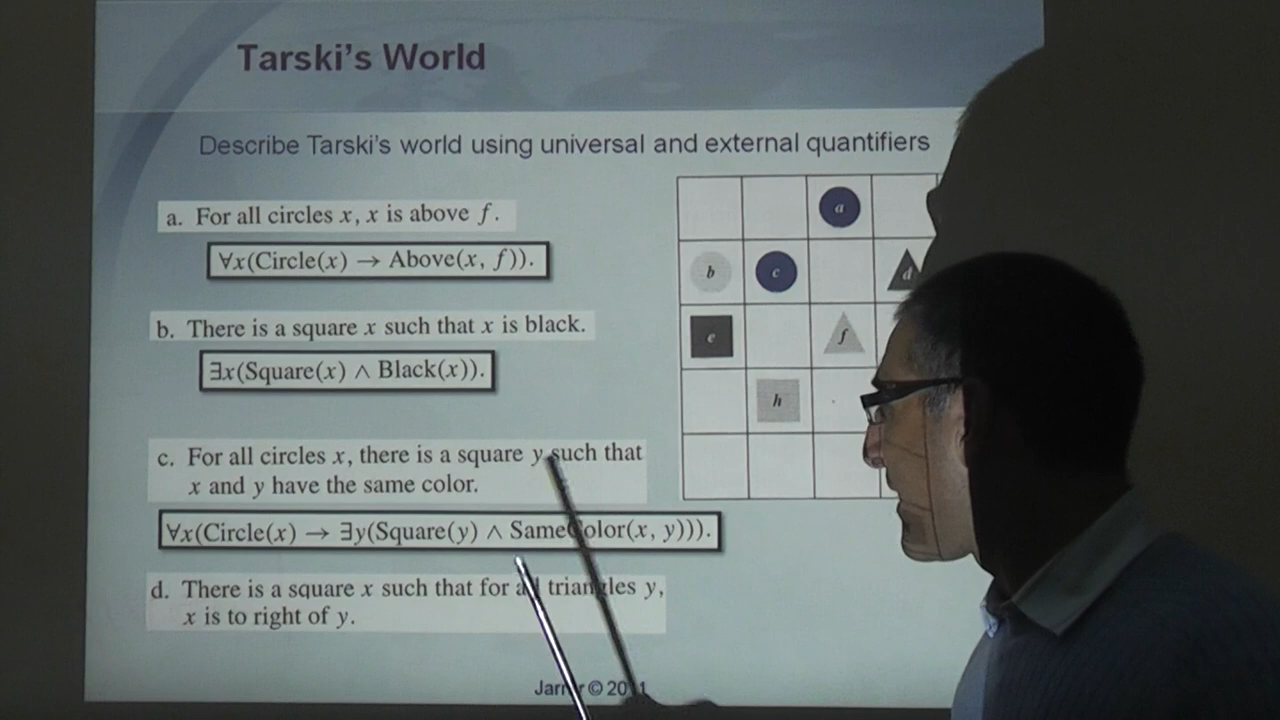 Tarski's World
Describe Tarski's world using universal and external quantifiers
a. For all circles x, x is above f.
∀x(Circle(x) → Above(x, f)).
b. There is a square x such that x is black.
∃x(Square(x) ∧ Black(x)).
c. For all circles x, there is a square y such that
x and y have the same color.
∀x(Circle(x) → ∃y(Square(y) ∧ SameColor(x, y))).
d. There is a square x such that for all triangles y,
x is to right of y.
a
b c d
e f
h
© 2011